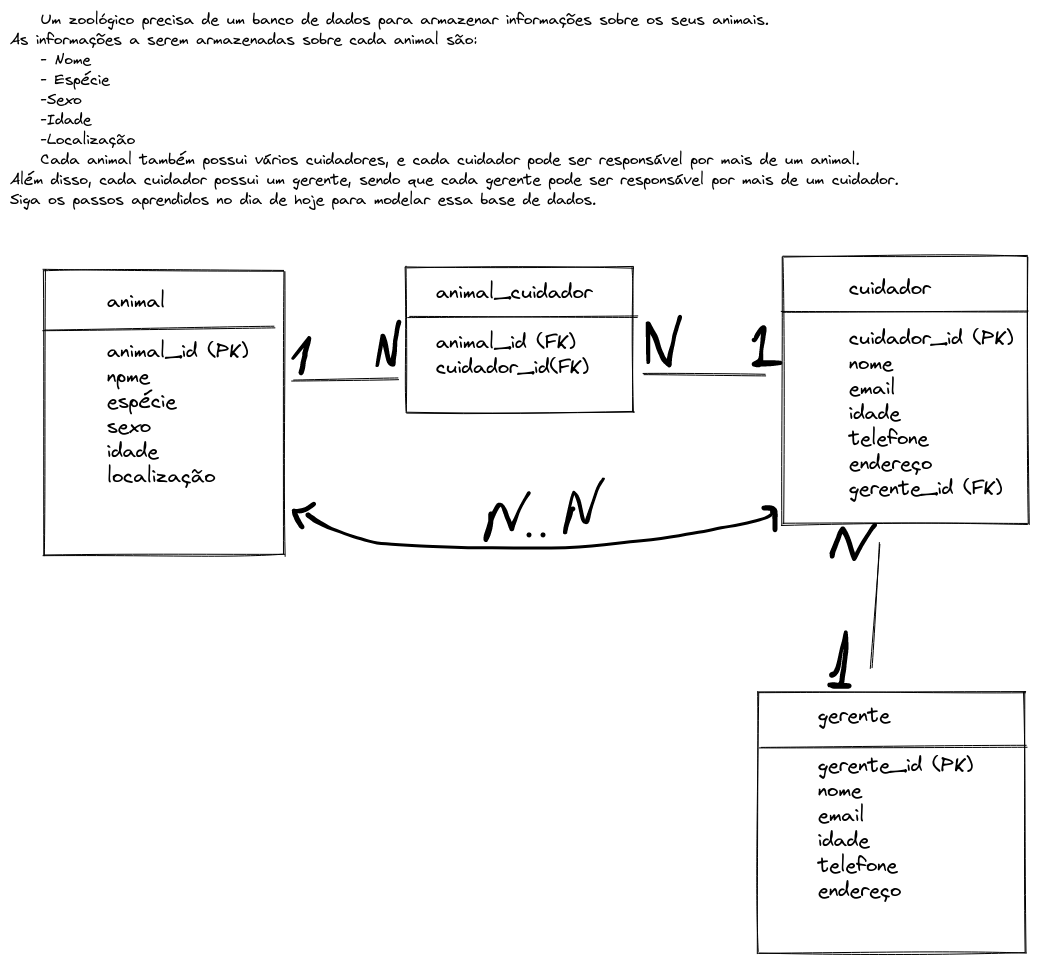 Um zoológico precisa de um banco de dados para armazenar informações sobre os seus animais.
As informações a serem armazenadas sobre cada animal são:
- Nome
- Espécie
-Sexo
-Idade
-Localização
Cada animal também possui vários cuidadores, e cada cuidador pode ser responsável por mais de um animal.
Além disso, cada cuidador possui um gerente, sendo que cada gerente pode ser responsável por mais de um cuidador.
Siga os passos aprendidos no dia de hoje para modelar essa base de dados.
animal
animal_id (PK)
nome
espécie
sexo
idade
localização
1 N
animal_cuidador
animal_id (FK)
cuidador_id(FK)
N 1
cuidador
cuidador_id (PK)
nome
email
idade
telefone
endereço
gerente_id (FK)
N..N
N
1
gerente
gerente_id (PK)
nome
email
idade
telefone
endereço